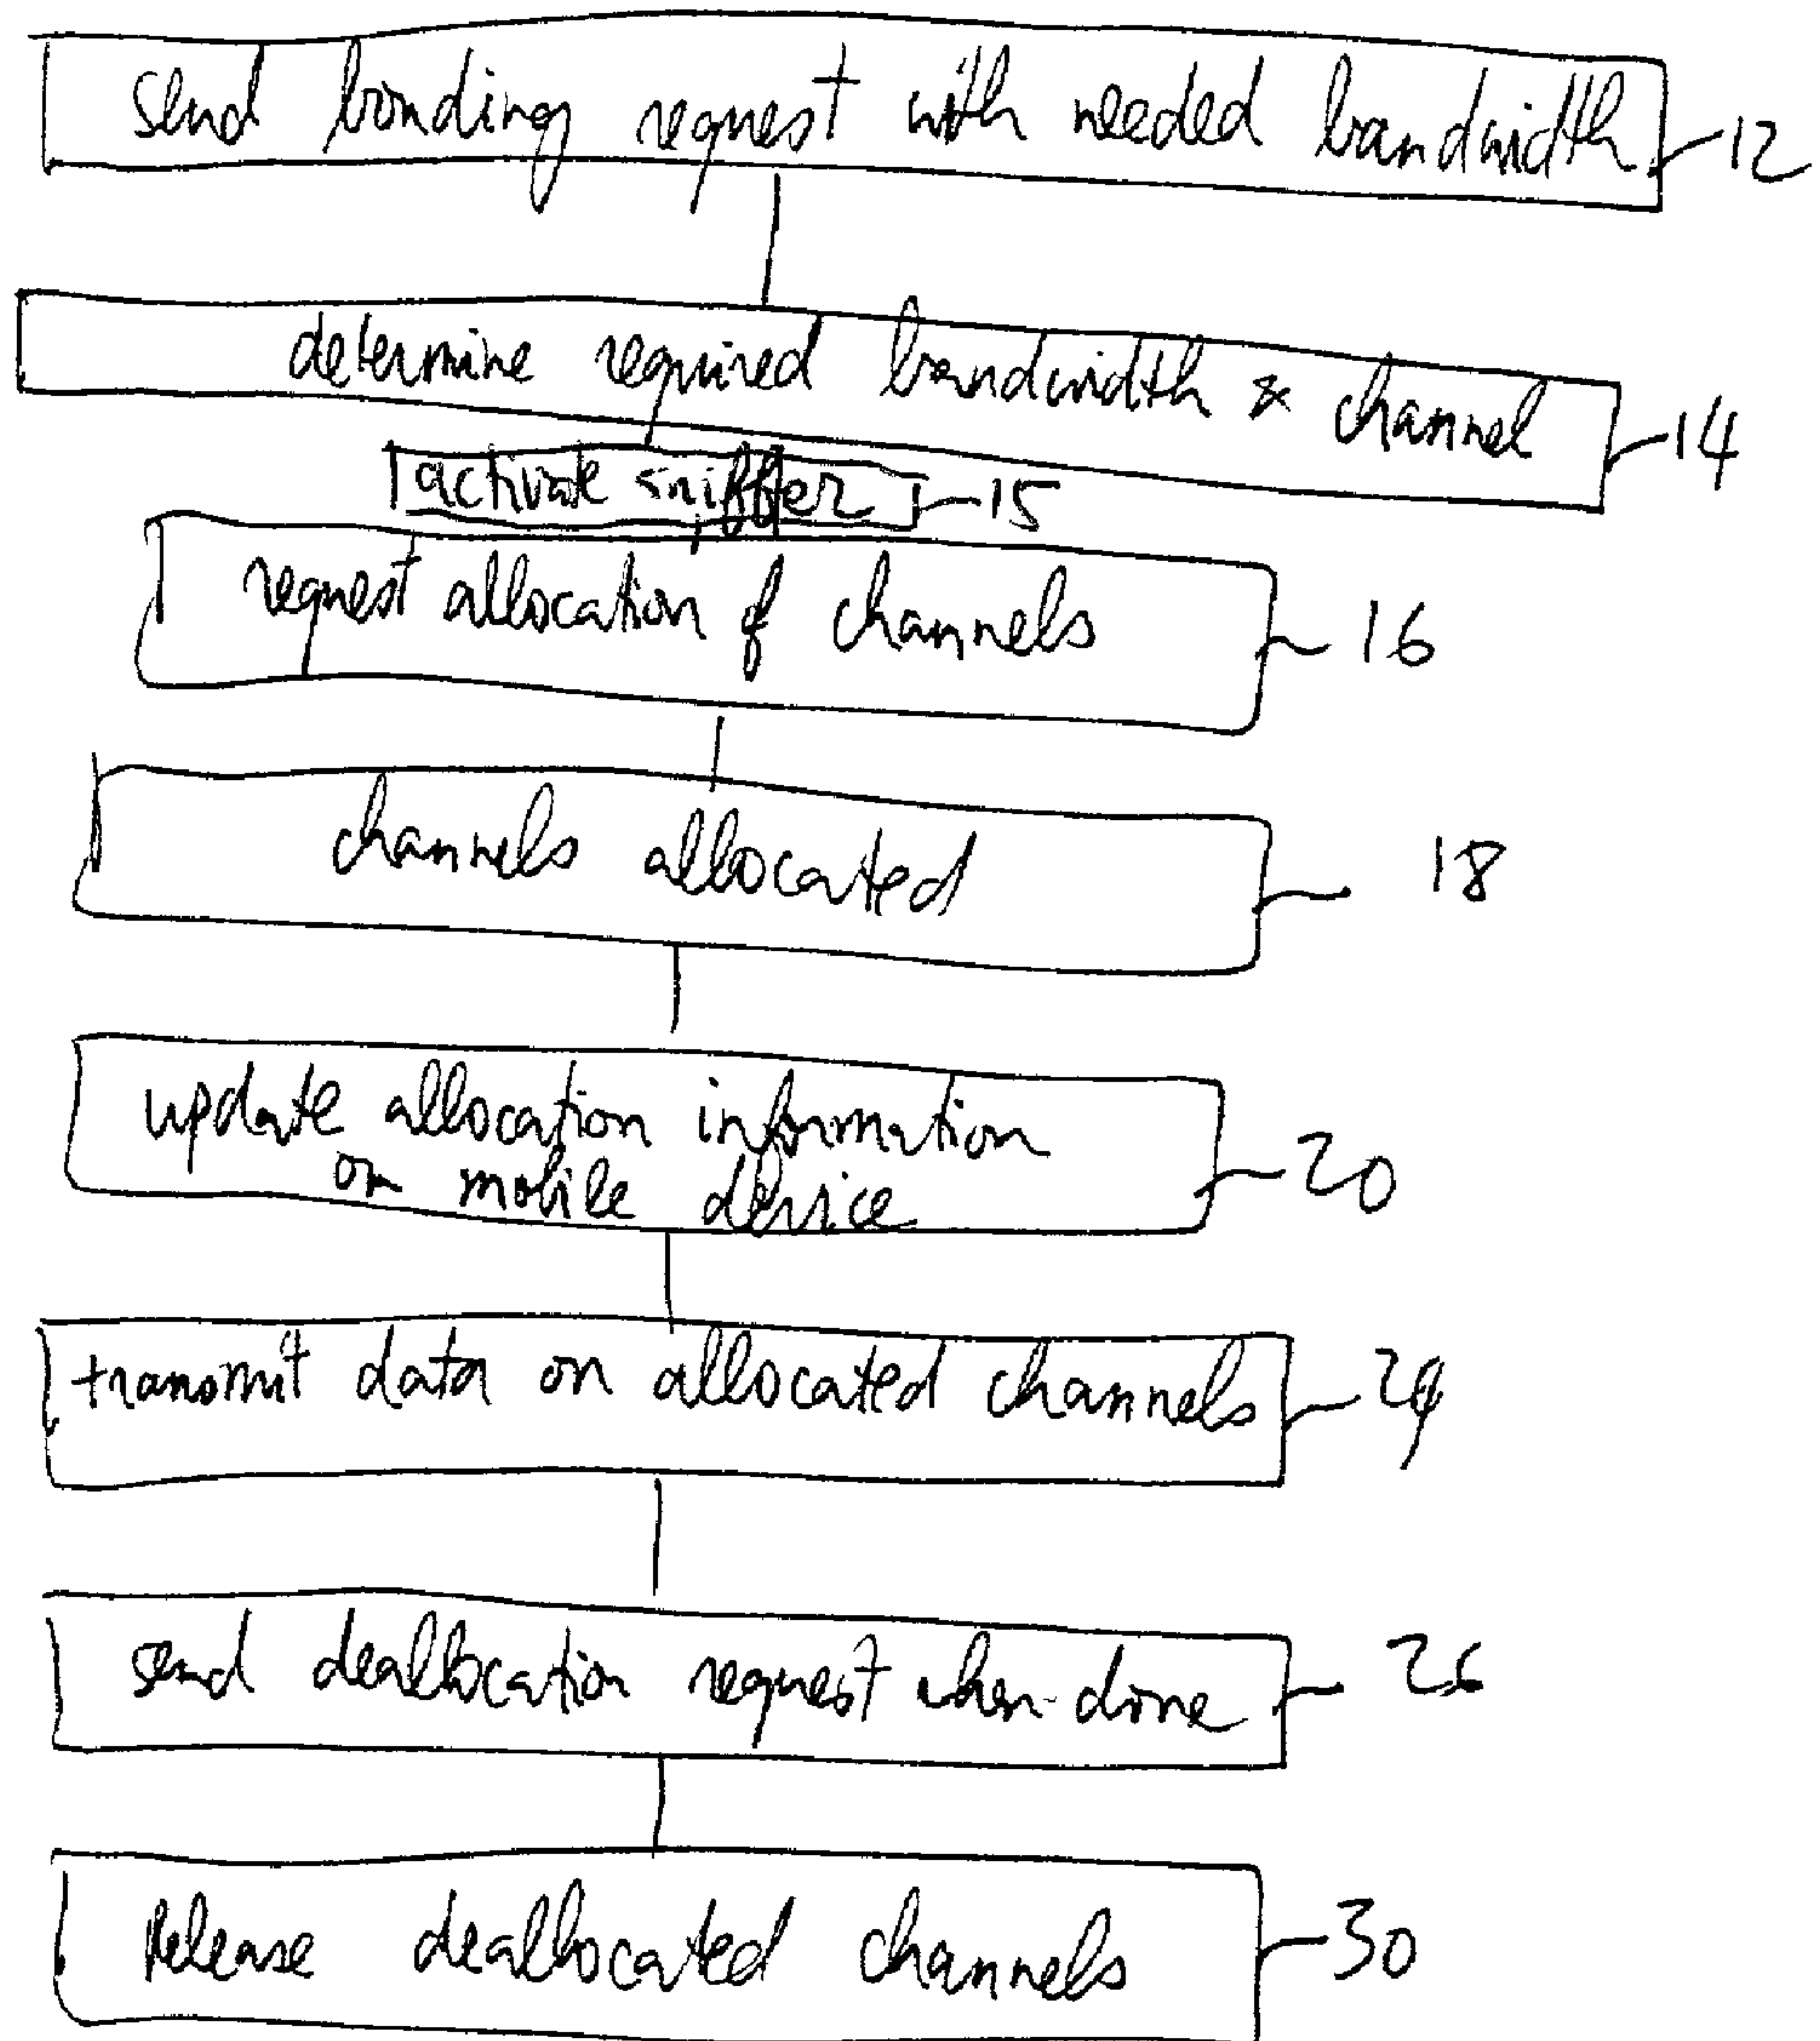 send bonding request with needed bandwidth 12
determine required bandwidth & channel 14
activate sniffer 15
request allocation of channels 16
channels allocated 18
update allocation information 20
on mobile device
transmit data on allocated channels 24
send deallocation request when done 26
Release deallocated channels 30